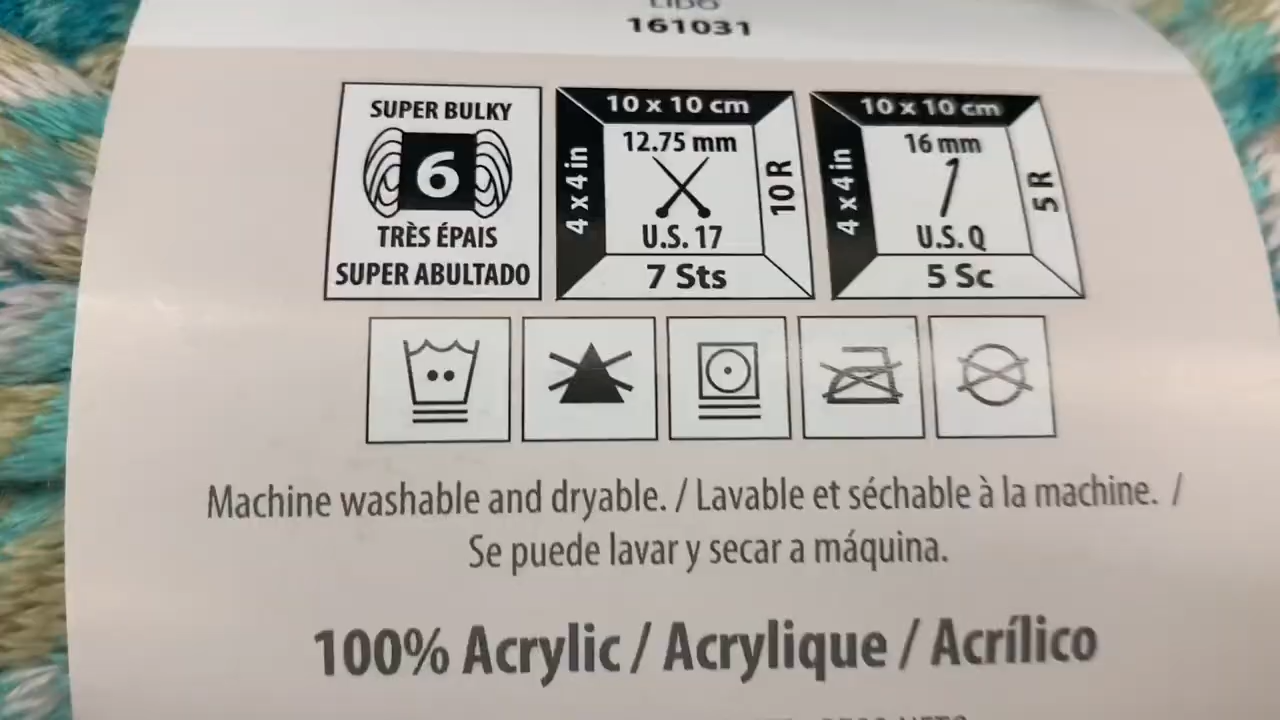 LIDO
161031
SUPER BULKY
6
TRÈS ÉPAIS
SUPER ABULTADO
10 x 10 cm
4 x 4 in
12.75 mm
U.S. 17
10 R
7 Sts
10 x 10 cm
4 x 4 in
16 mm
U.S. Q
5 R
5 Sc
Machine washable and dryable. / Lavable et séchable à la machine. /
Se puede lavar y secar a máquina.
100% Acrylic / Acrylique / Acrílico